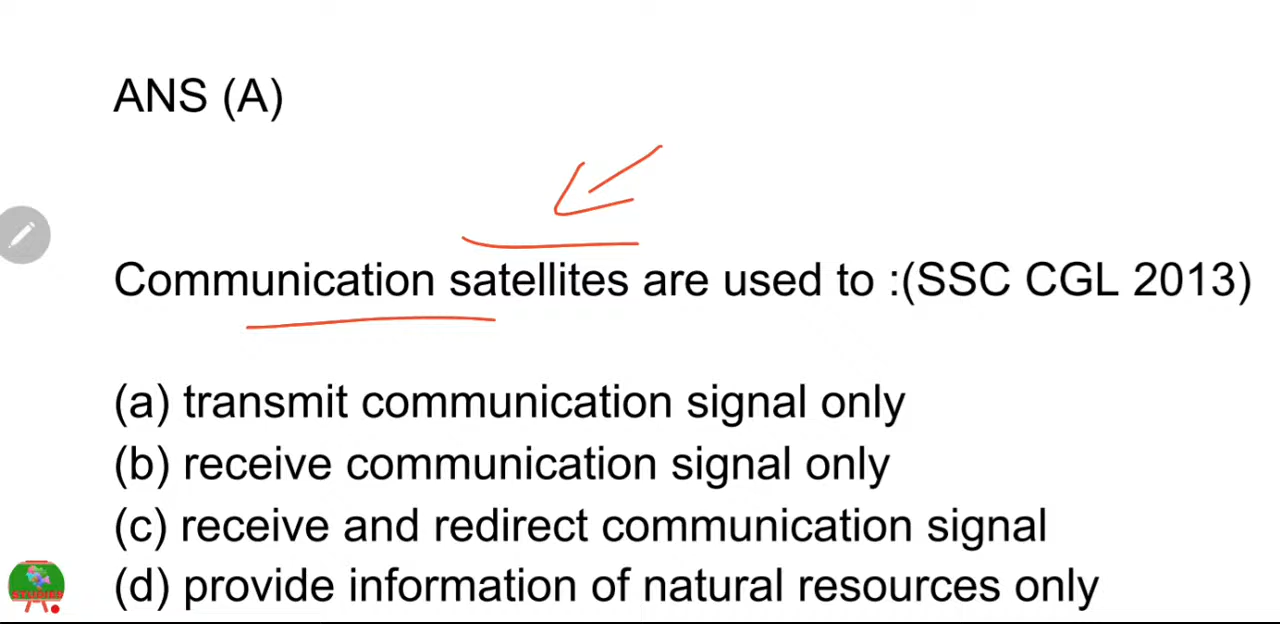 ANS (A)
Communication satellites are used to :(SSC CGL 2013)
(a) transmit communication signal only
(b) receive communication signal only
(c) receive and redirect communication signal
(d) provide information of natural resources only